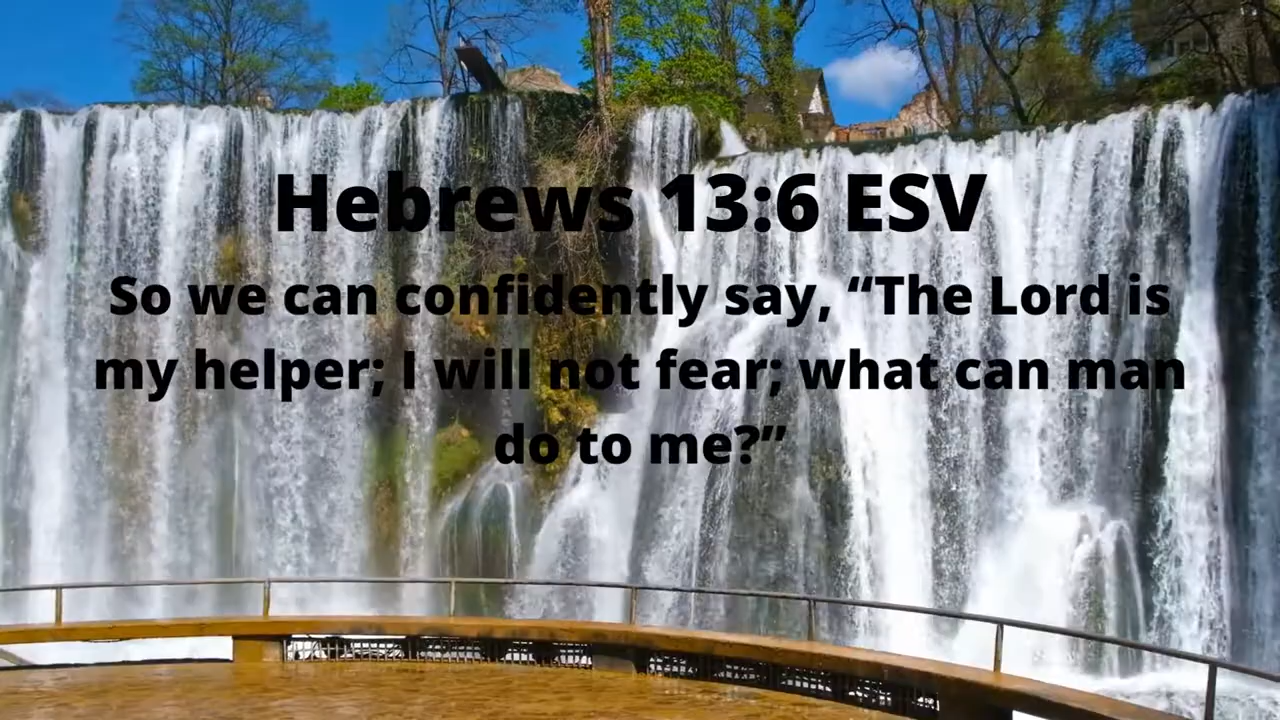 Hebrews 13:6 ESV
So we can confidently say, “The Lord is
my helper; I will not fear; what can man
do to me?”